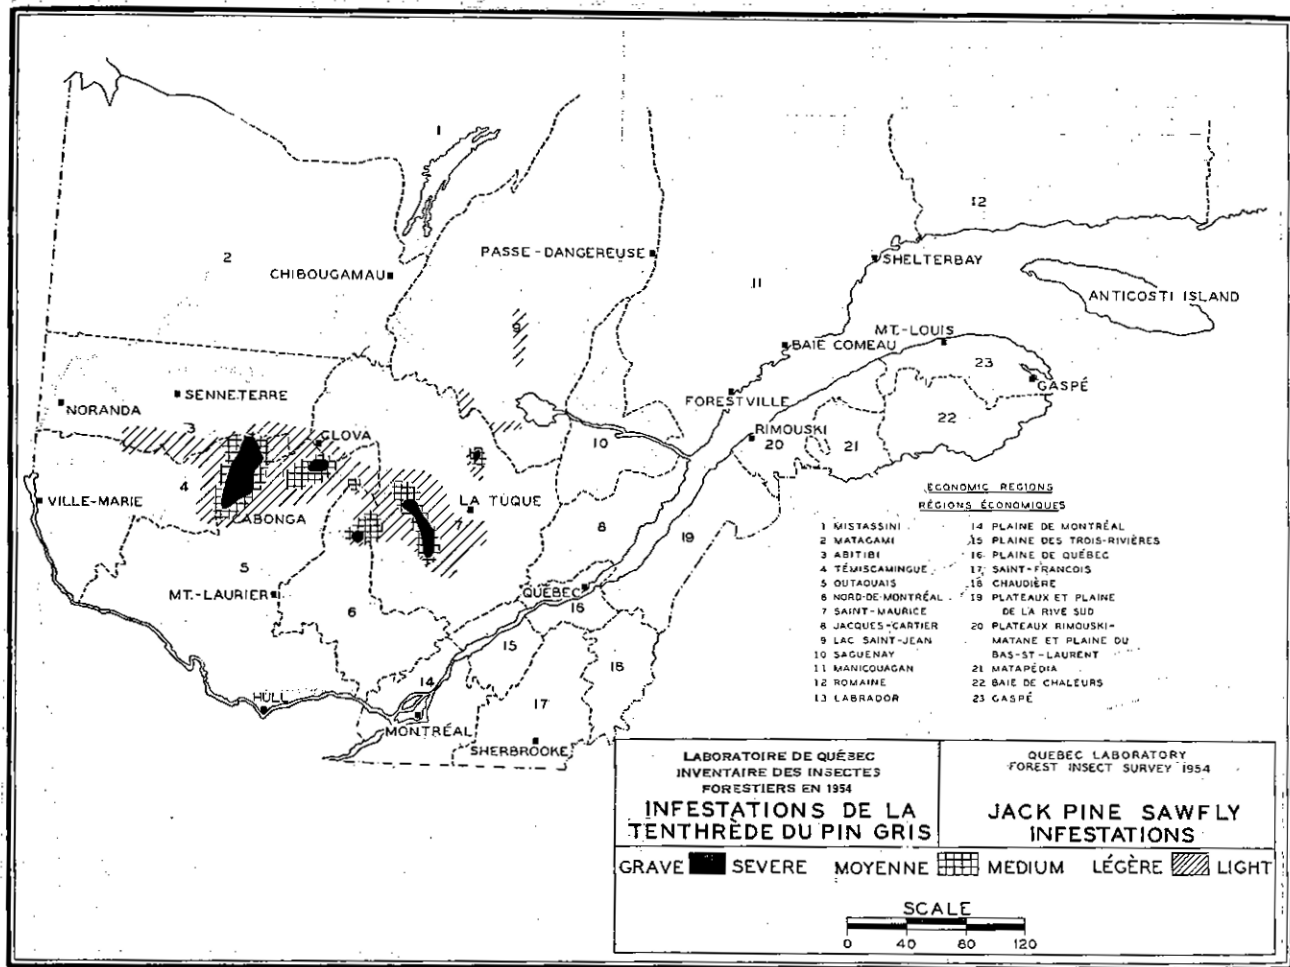 1
12
2
PASSE-DANGEREUSE
SHELTERBAY
CHIBOUGAMAU
11
ANTICOSTI ISLAND
9
MT.-LOUIS
BAIE COMEAU
23
GASPÉ
SENNETERRE
NORANDA
FORESTVILLE
22
3
CLOVA
RIMOUSKI
20
21
10
4
VILLE-MARIE
CABONGA
LA TUQUE
7
8
19
5
MT.-LAURIER
QUÉBEC
16
6
15
18
14
HULL
17
MONTRÉAL
SHERBROOKE
ECONOMIC REGIONS
RÉGIONS ÉCONOMIQUES
1 MISTASSINI
2 MATAGAMI
3 ABITIBI
4 TÉMISCAMINGUE
5 OUTAOUAIS
6 NORD-DE-MONTRÉAL
7 SAINT-MAURICE
8 JACQUES-CARTIER
9 LAC SAINT-JEAN
10 SAGUENAY
11 MANICOUAGAN
12 ROMAINE
13 LABRADOR
14 PLAINE DE MONTRÉAL
15 PLAINE DES TROIS-RIVIÈRES
16 PLAINE DE QUÉBEC
17 SAINT-FRANCOIS
18 CHAUDIÈRE
19 PLATEAUX ET PLAINE
DE LA RIVE SUD
20 PLATEAUX RIMOUSKI-
MATANE ET PLAINE DU
BAS-ST-LAURENT
21 MATAPÉDIA
22 BAIE DE CHALEURS
23 GASPÉ
LABORATOIRE DE QUÉBEC
INVENTAIRE DES INSECTES
FORESTIERS EN 1954
INFESTATIONS DE LA
TENTHRÈDE DU PIN GRIS
QUEBEC LABORATORY
FOREST INSECT SURVEY 1954
JACK PINE SAWFLY
INFESTATIONS
GRAVE SEVERE MOYENNE MEDIUM LÉGÈRE LIGHT
SCALE
0 40 80 120